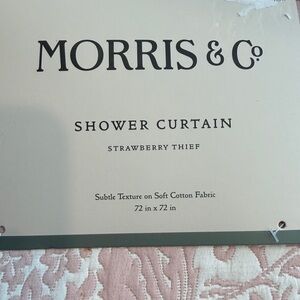 MORRIS & Co
SHOWER CURTAIN
STRAWBERRY THIEF
Subtle Texture on Soft Cotton Fabric
72 in x 72 in